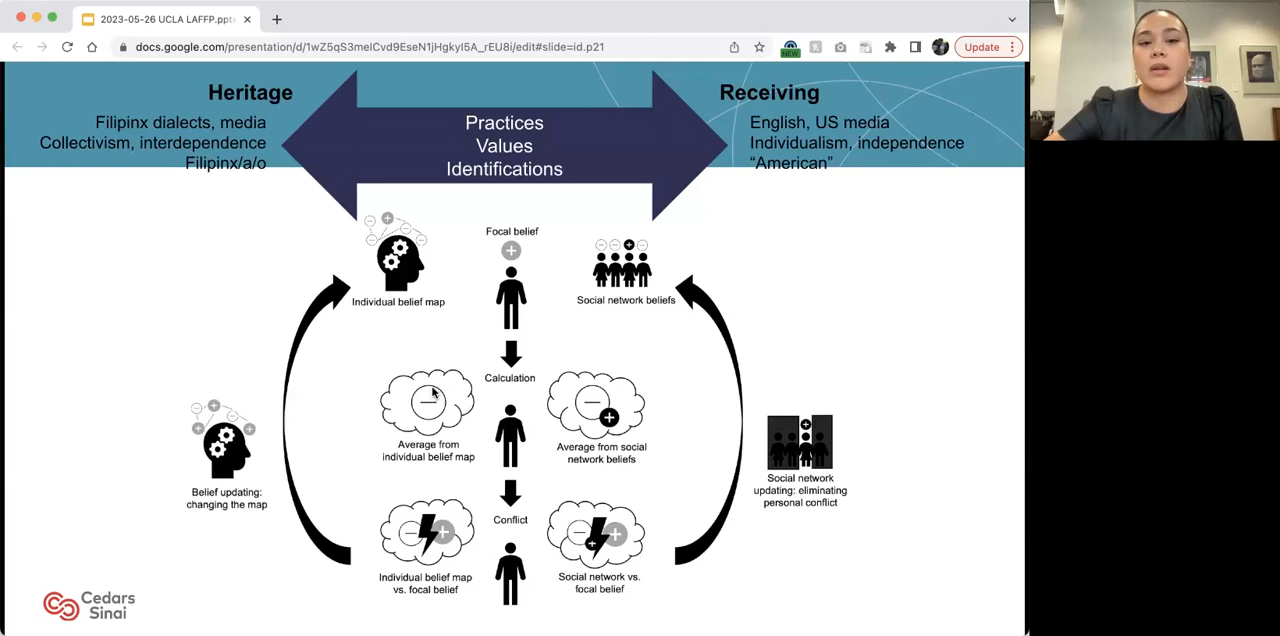 2023-05-26 UCLA LAFFP.ppt
docs.google.com/presentation/d/1wZ5qS3melCvd9EseN1jHgkyI5A_rEU8i/edit#slide=id.p21
NEW
Update
Heritage
Filipinx dialects, media
Collectivism, interdependence
Filipinx/a/o
Practices
Values
Identifications
Receiving
English, US media
Individualism, independence
“American”
Focal belief
Individual belief map
Social network beliefs
Calculation
Average from
individual belief map
Average from social
network beliefs
Belief updating:
changing the map
Social network
updating: eliminating
personal conflict
Conflict
Individual belief map
vs. focal belief
Social network vs.
focal belief
Cedars
Sinai